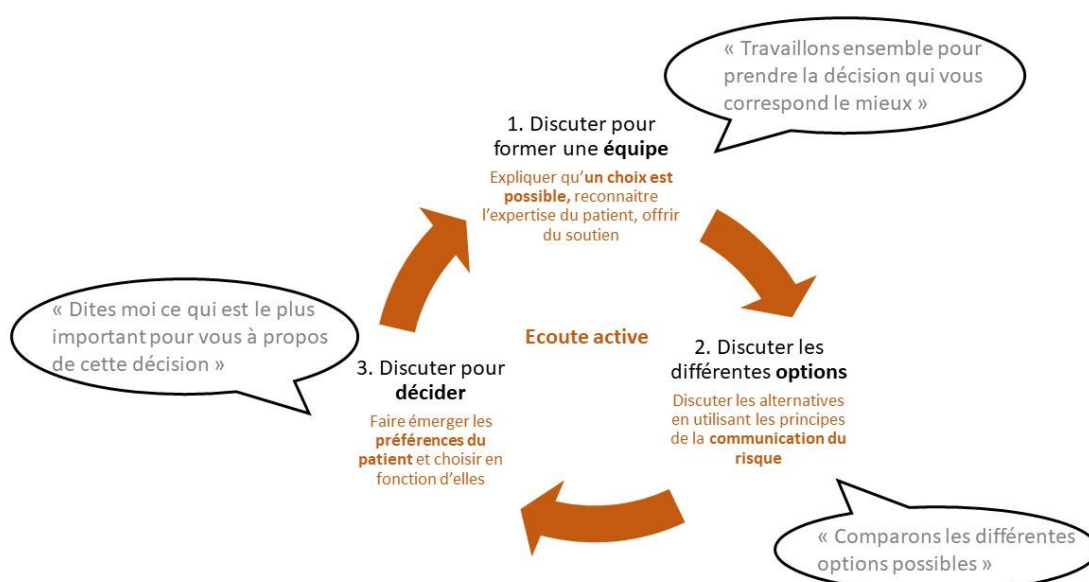 « Travaillons ensemble pour
prendre la décision qui vous
correspond le mieux »
1. Discuter pour
former une équipe
Expliquer qu'un choix est
possible, reconnaitre
l'expertise du patient, offrir
du soutien
« Dites moi ce qui est le plus
important pour vous à propos
de cette décision »
Ecoute active
2. Discuter les
différentes options
Discuter les alternatives
en utilisant les principes
de la communication du
risque
3. Discuter pour
décider
Faire émerger les
préférences du
patient et choisir en
fonction d'elles
« Comparons les différentes
options possibles »